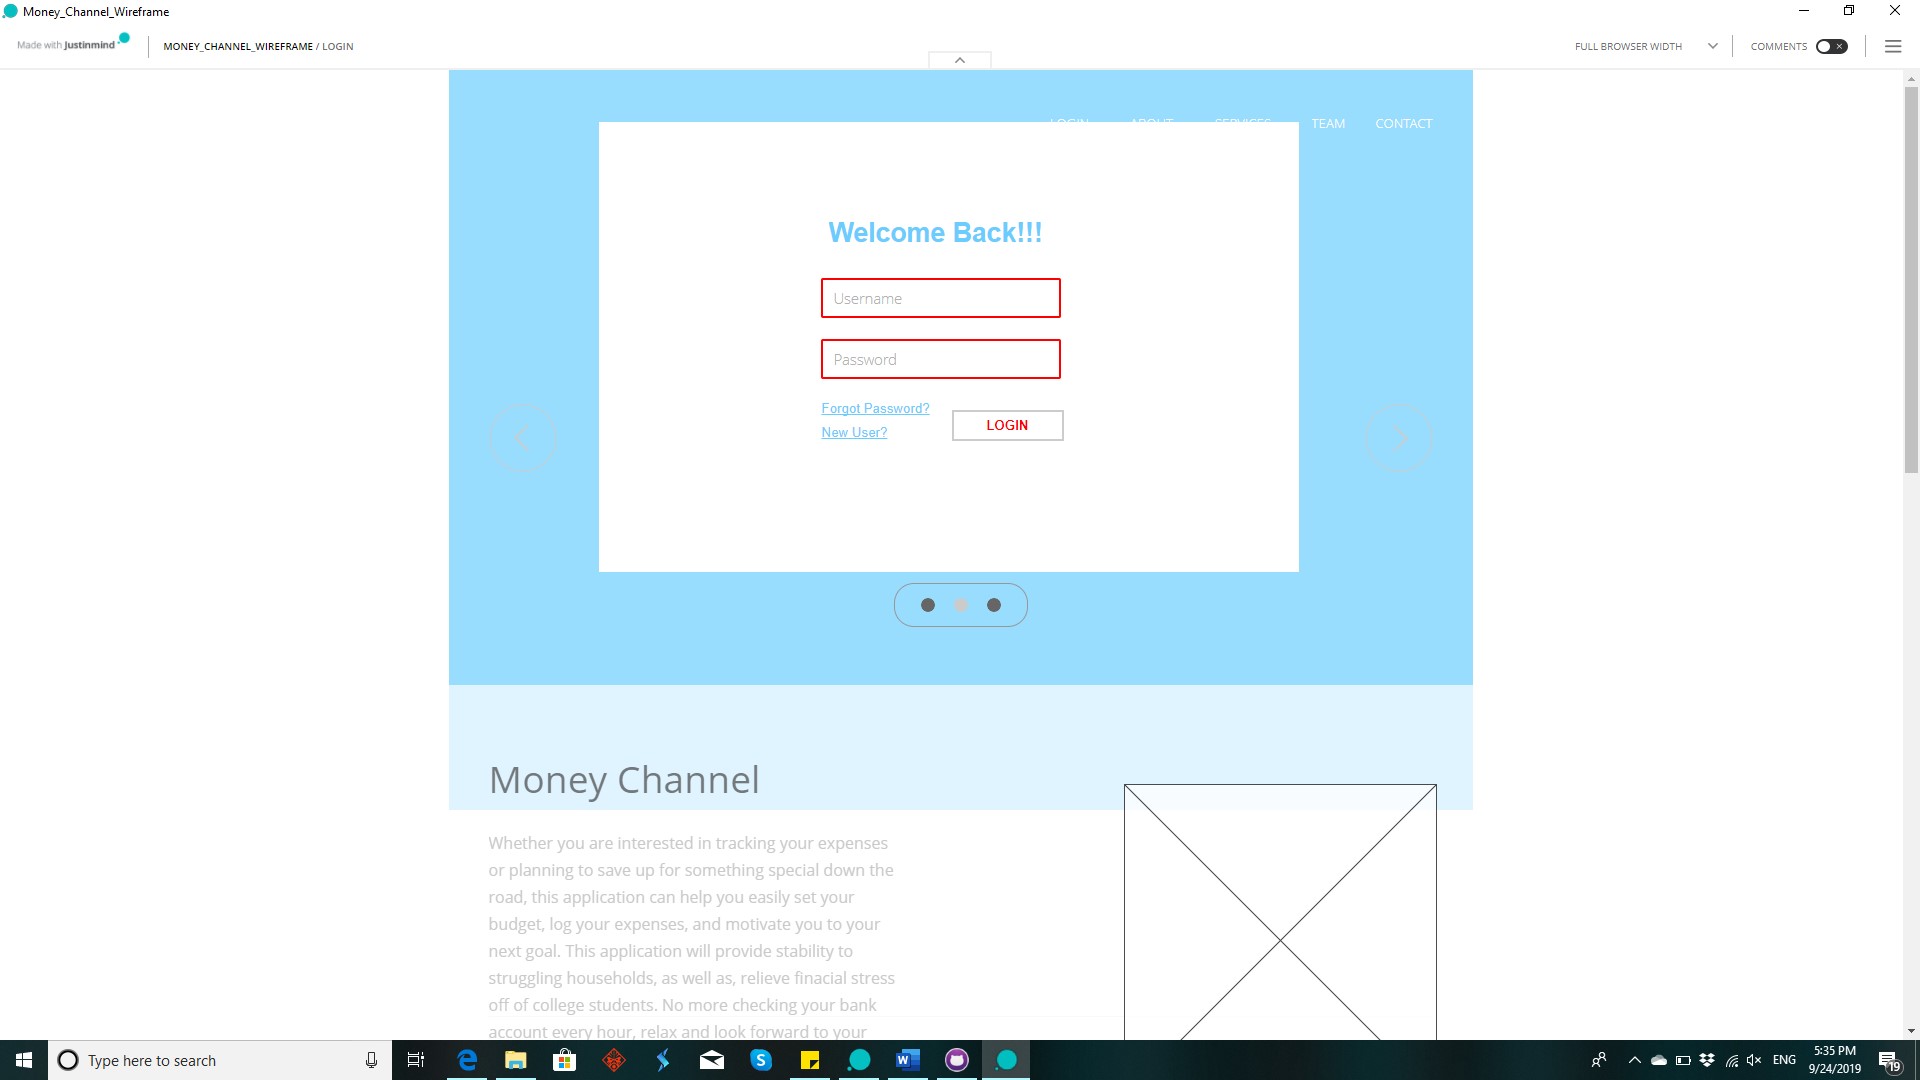 Money_Channel_Wireframe
Made with Justinmind
MONEY_CHANNEL_WIREFRAME / LOGIN
FULL BROWSER WIDTH
COMMENTS
LOGIN ABOUT SERVICES TEAM CONTACT
Welcome Back!!!
Username
Password
Forgot Password?
New User?
LOGIN
Money Channel
Whether you are interested in tracking your expenses
or planning to save up for something special down the
road, this application can help you easily set your
budget, log your expenses, and motivate you to your
next goal. This application will provide stability to
struggling households, as well as, relieve finacial stress
off of college students. No more checking your bank
account every hour, relax and look forward to your
Type here to search
ENG
5:35 PM
9/24/2019
19